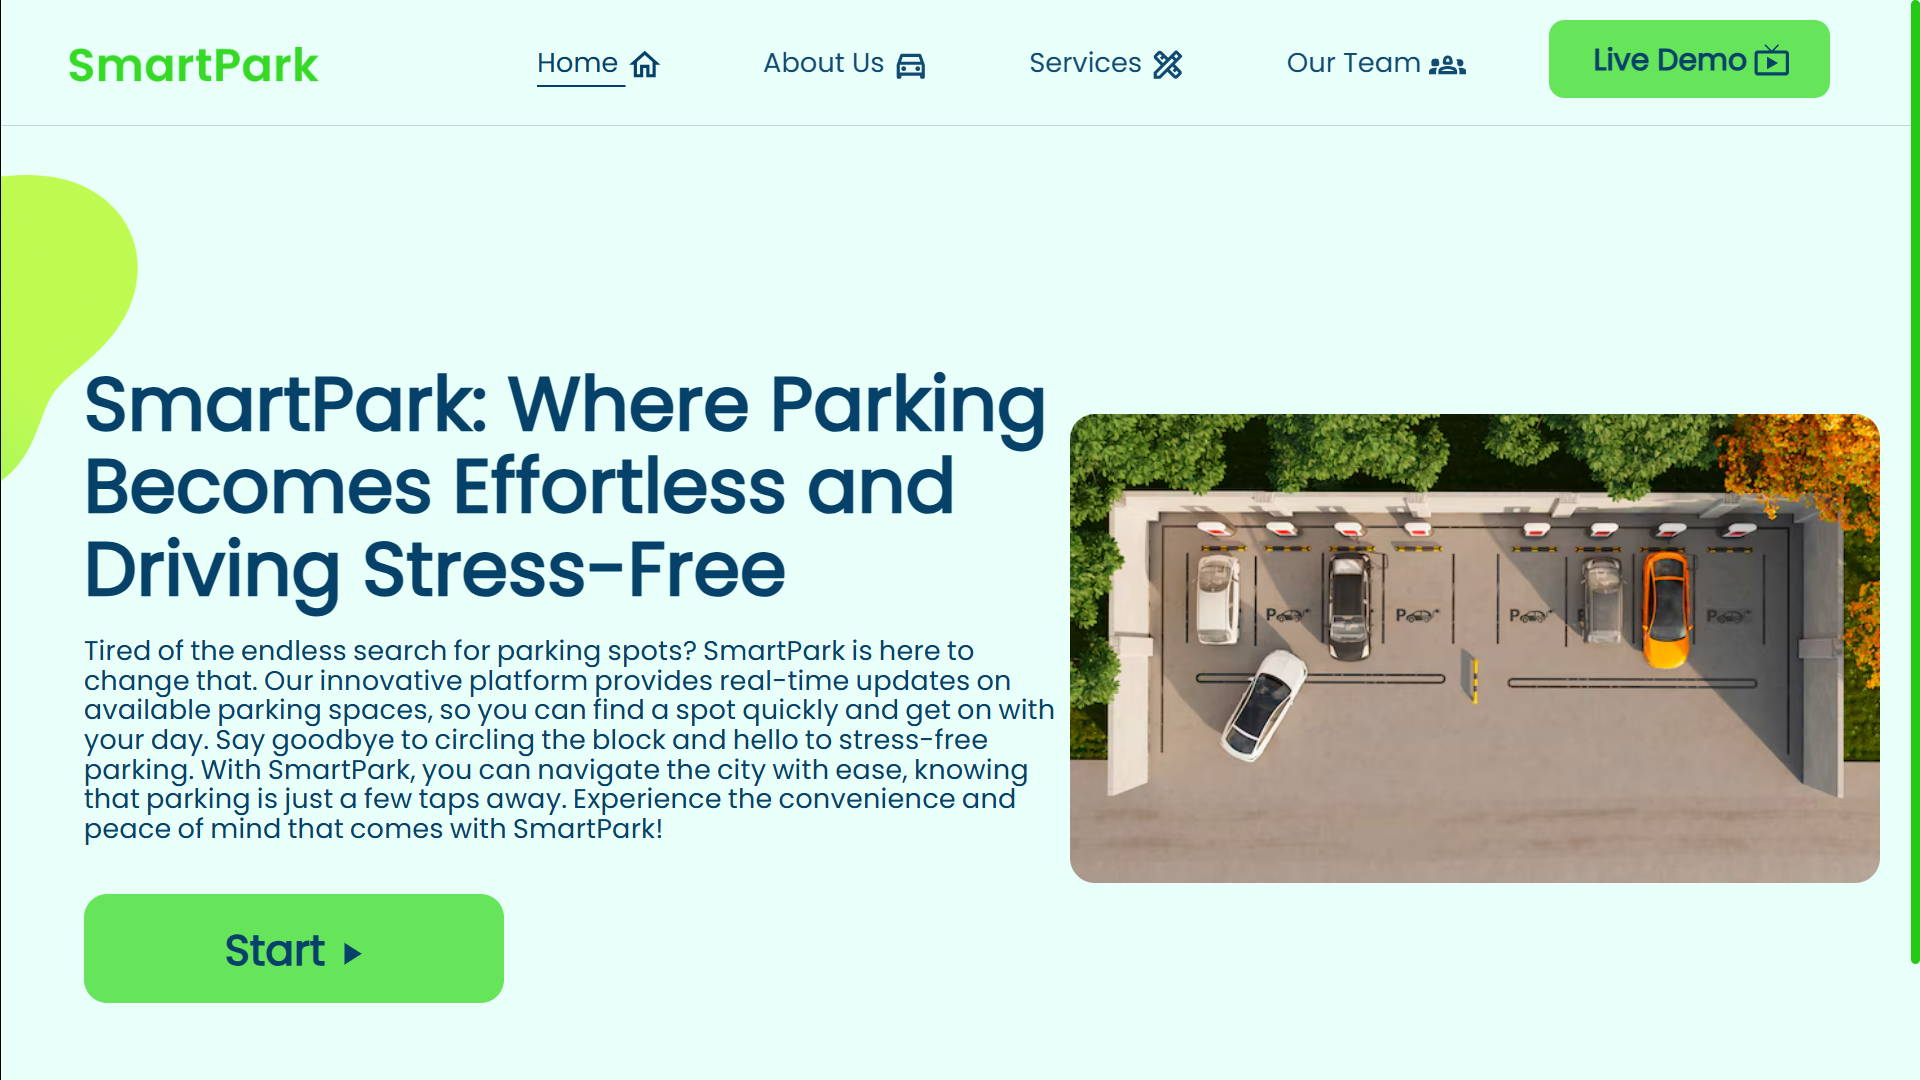 SmartPark
Home
About Us
Services
Our Team
Live Demo
SmartPark: Where Parking
Becomes Effortless and
Driving Stress-Free
Tired of the endless search for parking spots? SmartPark is here to
change that. Our innovative platform provides real-time updates on
available parking spaces, so you can find a spot quickly and get on with
your day. Say goodbye to circling the block and hello to stress-free
parking. With SmartPark, you can navigate the city with ease, knowing
that parking is just a few taps away. Experience the convenience and
peace of mind that comes with SmartPark!
P
P
P
P
Start